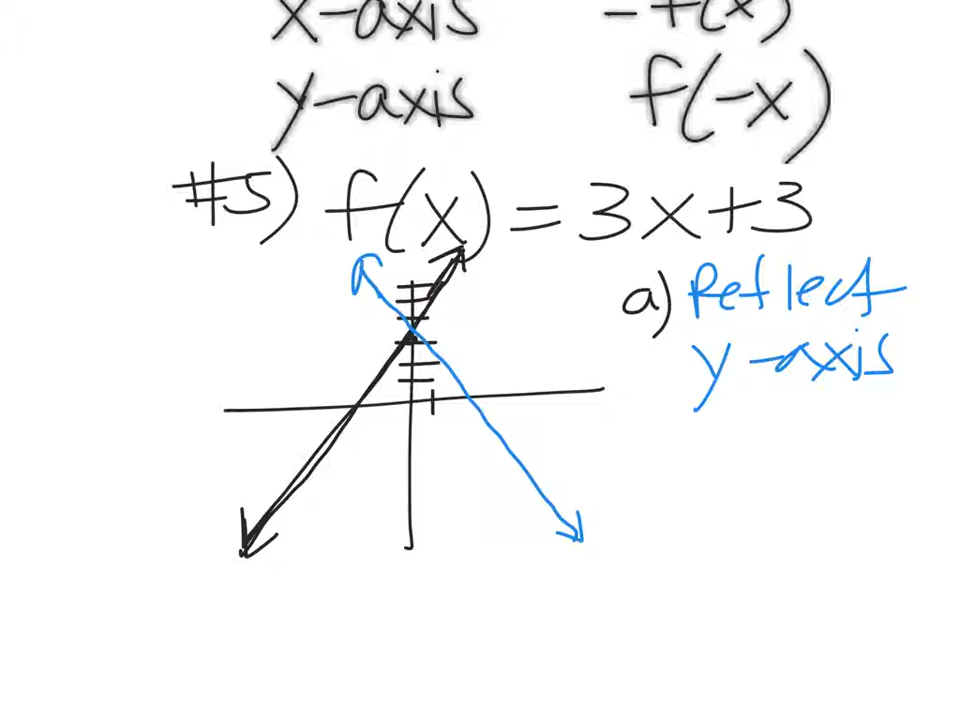 x-axis -f(x)
y-axis f(-x)
#5) f(x) = 3x+3
a) Reflect
y-axis